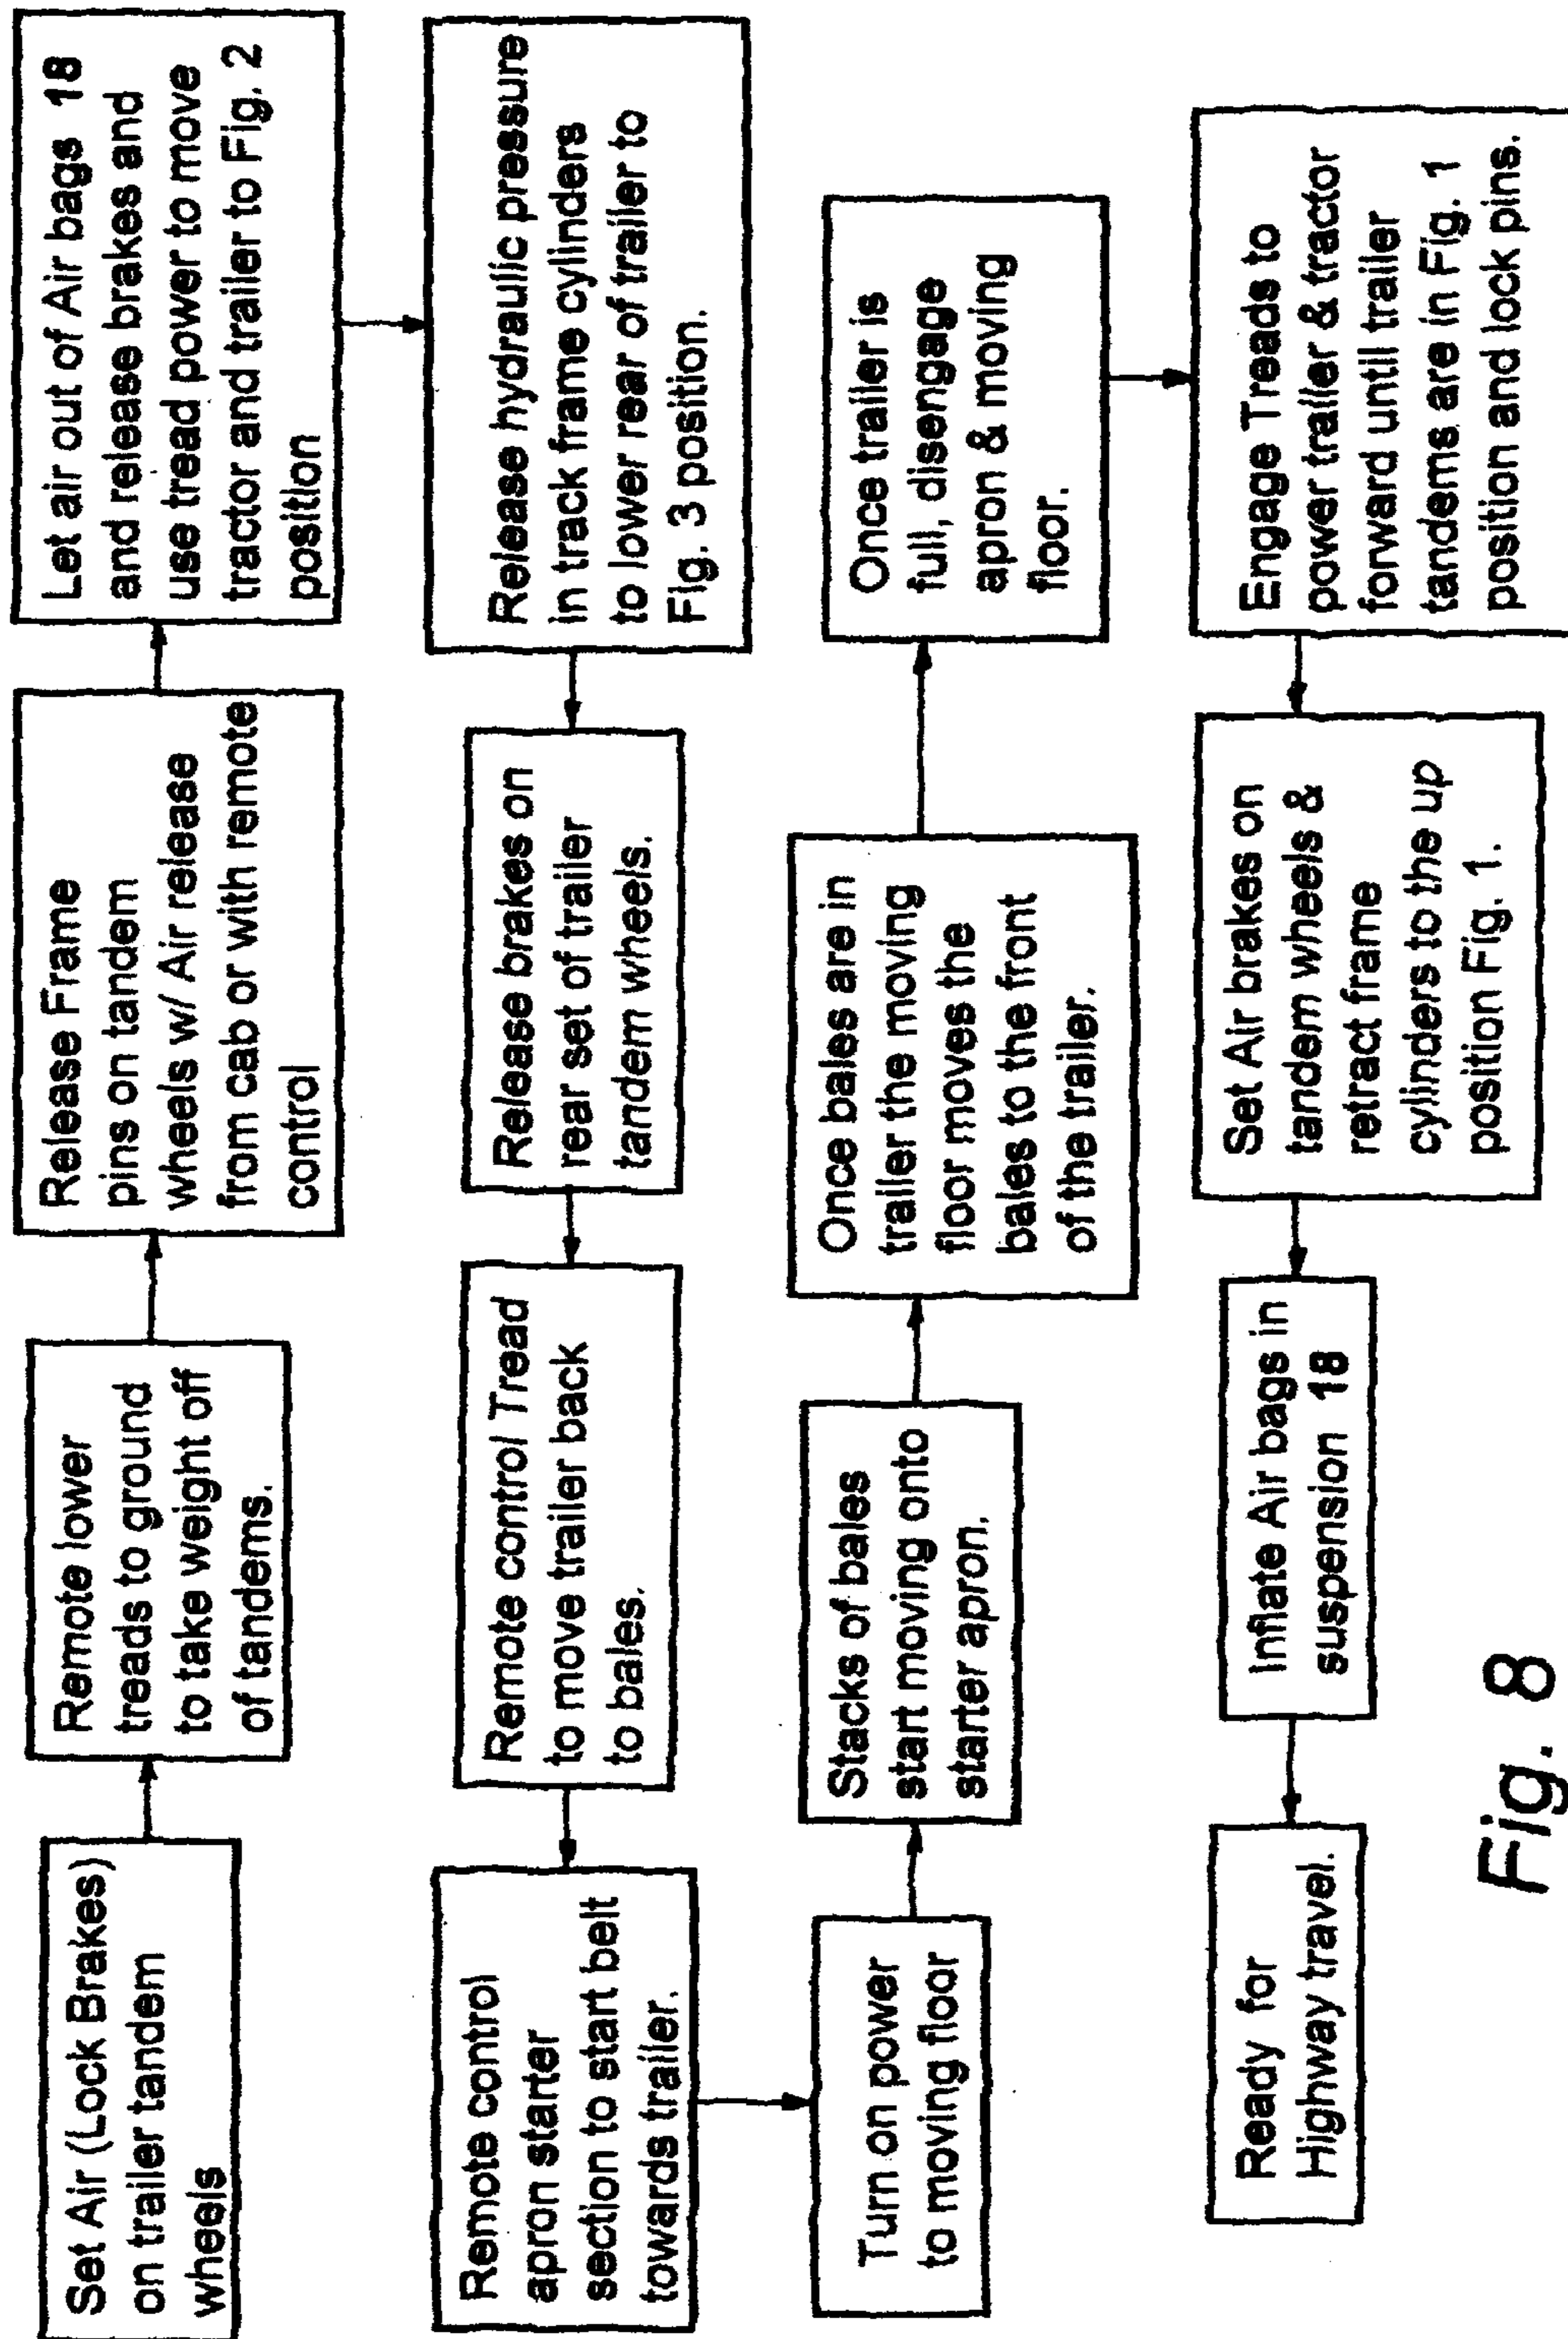 Set Air (Lock Brakes)
on trailer tandem
wheels
Remote lower
treads to ground
to take weight off
of tandems.
Release Frame
pins on tandem
wheels w/ Air release
from cab or with remote
control
Let air out of Air bags 18
and release brakes and
use tread power to move
tractor and trailer to Fig. 2
position
Release hydraulic pressure
in track frame cylinders
to lower rear of trailer to
Fig. 3 position.
Release brakes on
rear set of trailer
tandem wheels.
Remote control Tread
to move trailer back
to bales.
Remote control
apron starter
section to start belt
towards trailer.
Turn on power
to moving floor
Stacks of bales
start moving onto
starter apron.
Once bales are in
trailer the moving
floor moves the
bales to the front
of the trailer.
Once trailer is
full, disengage
apron & moving
floor.
Engage Treads to
power trailer & tractor
forward until trailer
tandems are in Fig. 1
position and lock pins.
Set Air brakes on
tandem wheels &
retract frame
cylinders to the up
position Fig. 1.
Inflate Air bags in
suspension 18
Ready for
Highway travel.
Fig. 8